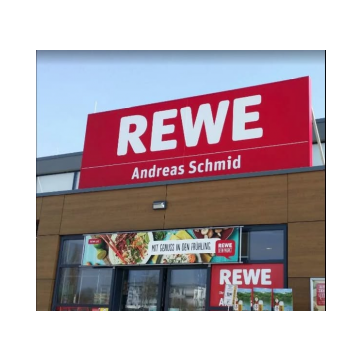 REWE
Andreas Schmid
MIT GENUSS IN DEN FRÜHLING
REWE
REWE